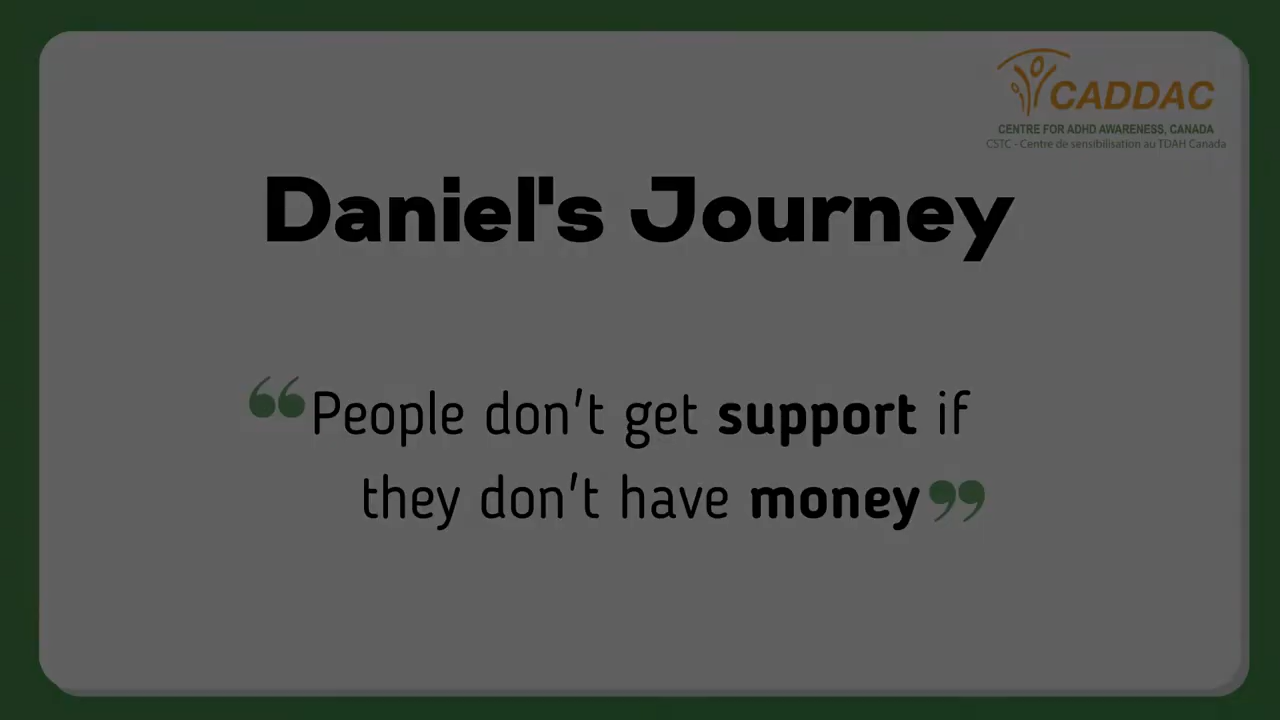 CADDAC
CENTRE FOR ADHD AWARENESS, CANADA
CSTC - Centre de sensibilisation au TDAH Canada
Daniel's Journey
“People don't get support if
they don't have money”